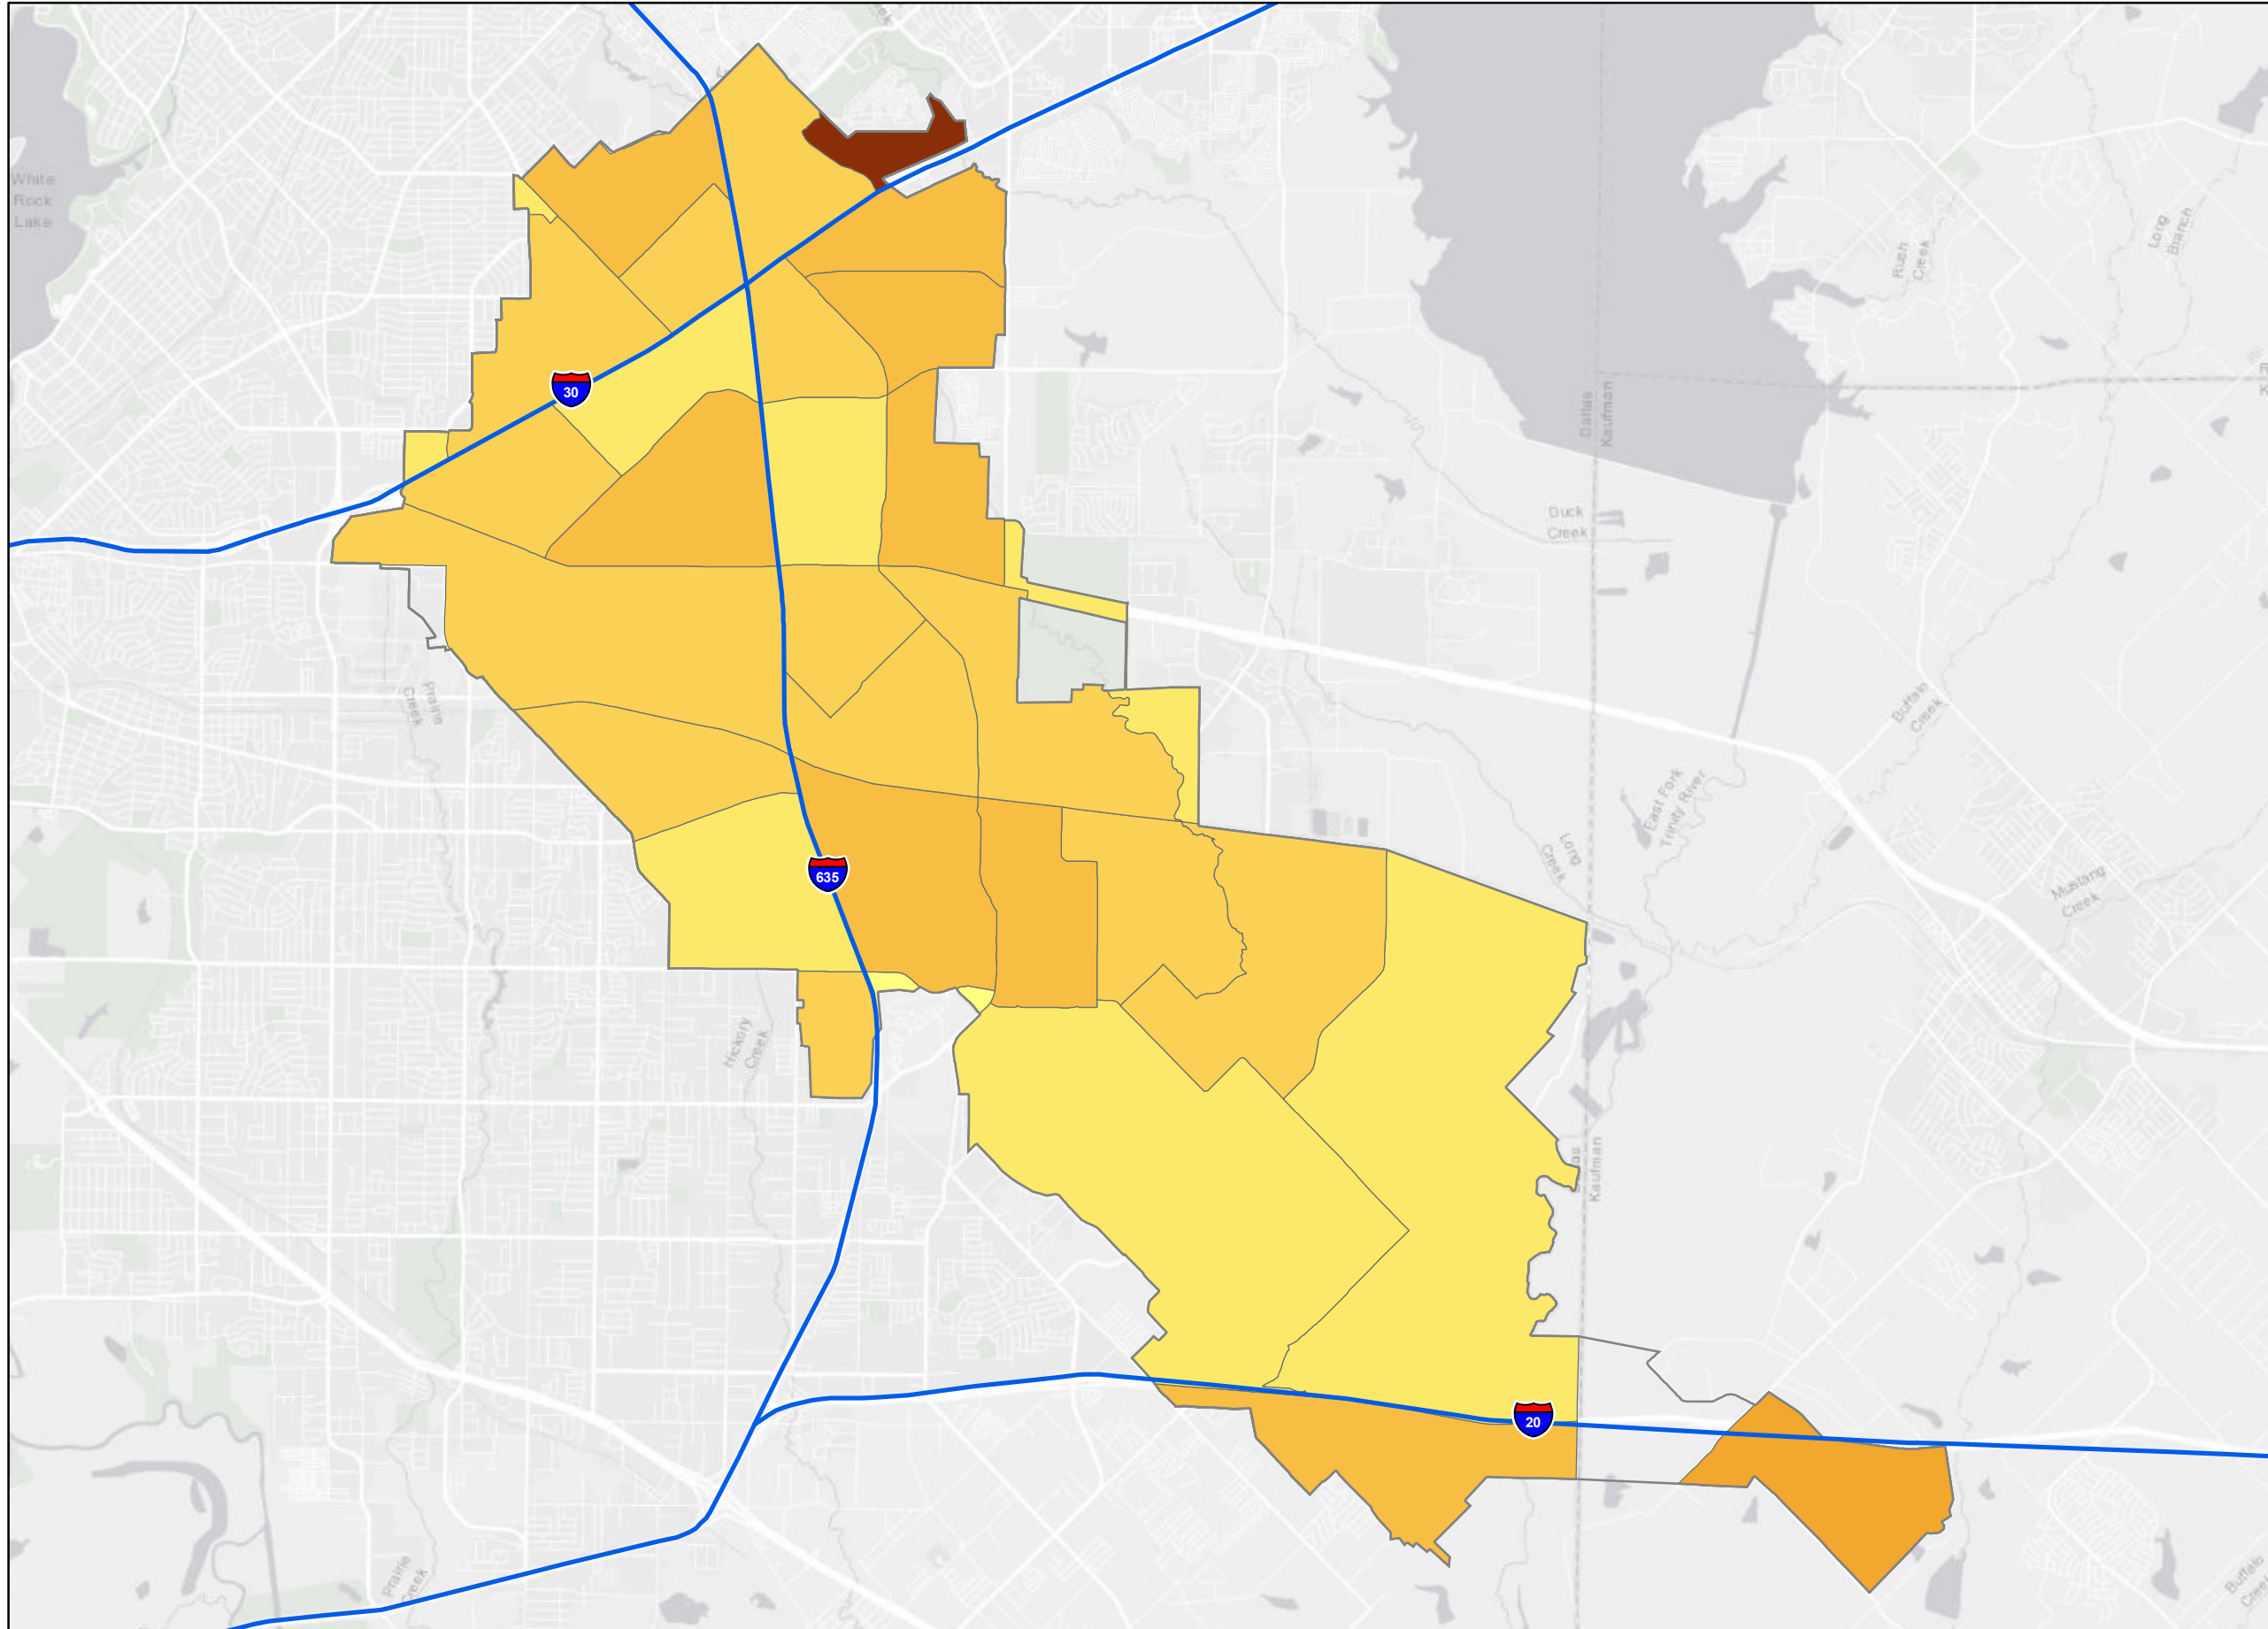 White
Rock
Lake
Rush
Creek
Long
Branch
30
Dallas
Kaufman
Duck
Creek
Prairie
Creek
Buffalo
Creek
East Fork
Trinity River
Long
Creek
Mustang
Creek
635
Hickory
Creek
Kaufman
20
Prairie
Creek
Buffalo